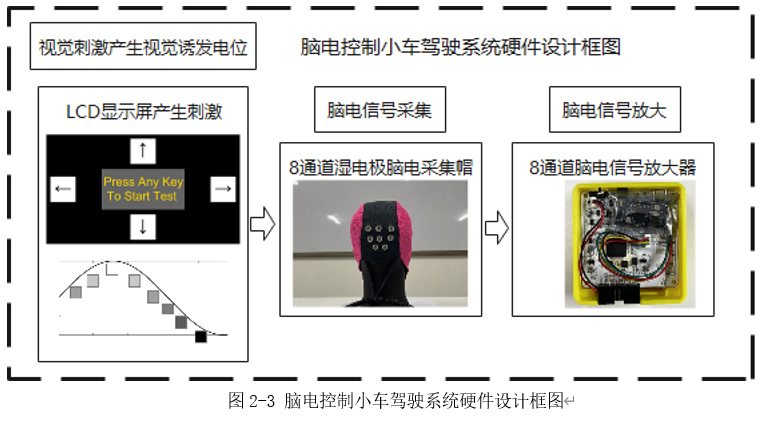 视觉刺激产生视觉诱发电位
脑电控制小车驾驶系统硬件设计框图
LCD显示屏产生刺激
↑
←
Press Any Key
To Start Test
→
↓
脑电信号采集
8通道湿电极脑电采集帽
脑电信号放大
8通道脑电信号放大器
图2-3 脑电控制小车驾驶系统硬件设计框图↵